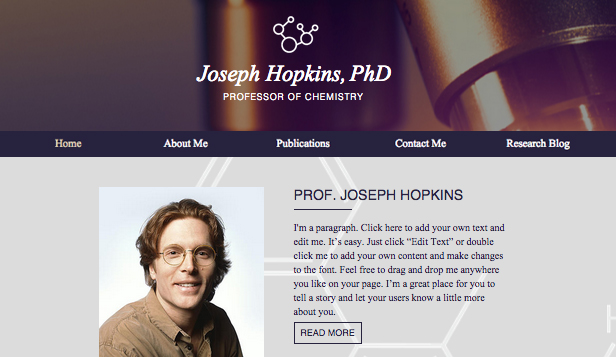 Joseph Hopkins, PhD
PROFESSOR OF CHEMISTRY
Home About Me Publications Contact Me Research Blog
PROF. JOSEPH HOPKINS
I'm a paragraph. Click here to add your own text and
edit me. It's easy. Just click “Edit Text” or double
click me to add your own content and make changes
to the font. Feel free to drag and drop me anywhere
you like on your page. I'm a great place for you to
tell a story and let your users know a little more
about you.
READ MORE